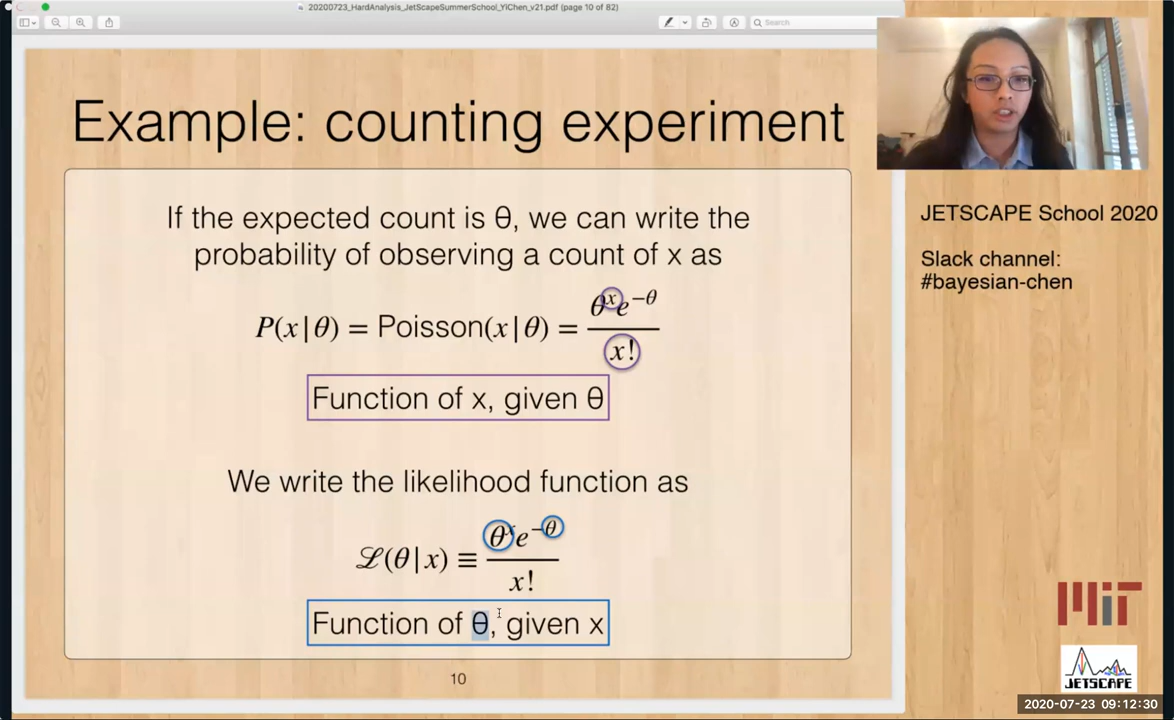 20200723_HardAnalysis_JetScapeSummerSchool_YiChen_v21.pdf (page 10 of 82)
Search
Example: counting experiment
If the expected count is θ, we can write the
probability of observing a count of x as
P(x|θ) = Poisson(x|θ) = θ^x e^−θ / x!
Function of x, given θ
We write the likelihood function as
ℒ(θ|x) ≡ θ^x e^−θ / x!
Function of θ, given x
10
JETSCAPE School 2020
Slack channel:
#bayesian-chen
MIT
JETSCAPE
2020-07-23 09:12:30